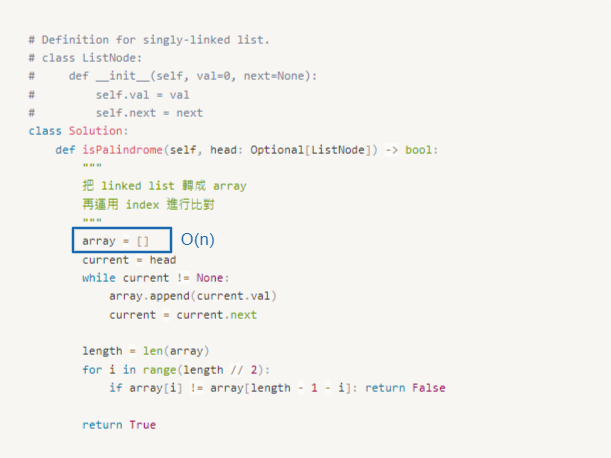 # Definition for singly-linked list.
# class ListNode:
#     def __init__(self, val=0, next=None):
#         self.val = val
#         self.next = next
class Solution:
    def isPalindrome(self, head: Optional[ListNode]) -> bool:
        """
        把 linked list 轉成 array
        再運用 index 進行比對
        """
        array = [] O(n)
        current = head
        while current != None:
            array.append(current.val)
            current = current.next
        length = len(array)
        for i in range(length // 2):
            if array[i] != array[length - 1 - i]: return False
        return True